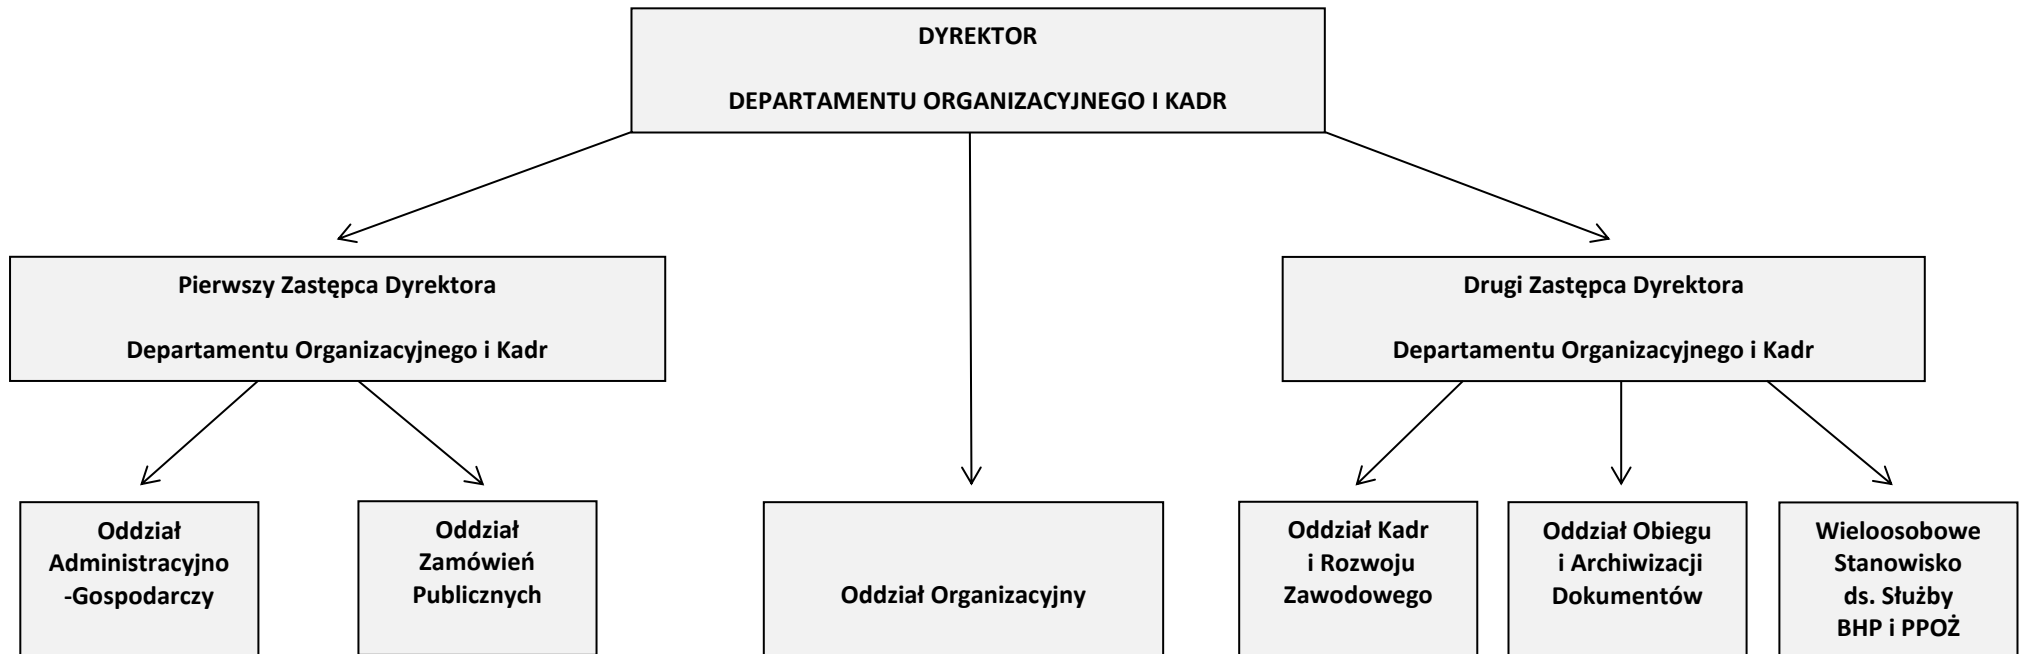 DYREKTOR
DEPARTAMENTU ORGANIZACYJNEGO I KADR
Pierwszy Zastępca Dyrektora
Departamentu Organizacyjnego i Kadr
Drugi Zastępca Dyrektora
Departamentu Organizacyjnego i Kadr
Oddział
Administracyjno
-Gospodarczy
Oddział
Zamówień
Publicznych
Oddział Organizacyjny
Oddział Kadr
i Rozwoju
Zawodowego
Oddział Obiegu
i Archiwizacji
Dokumentów
Wieloosobowe
Stanowisko
ds. Służby
BHP i PPOŻ